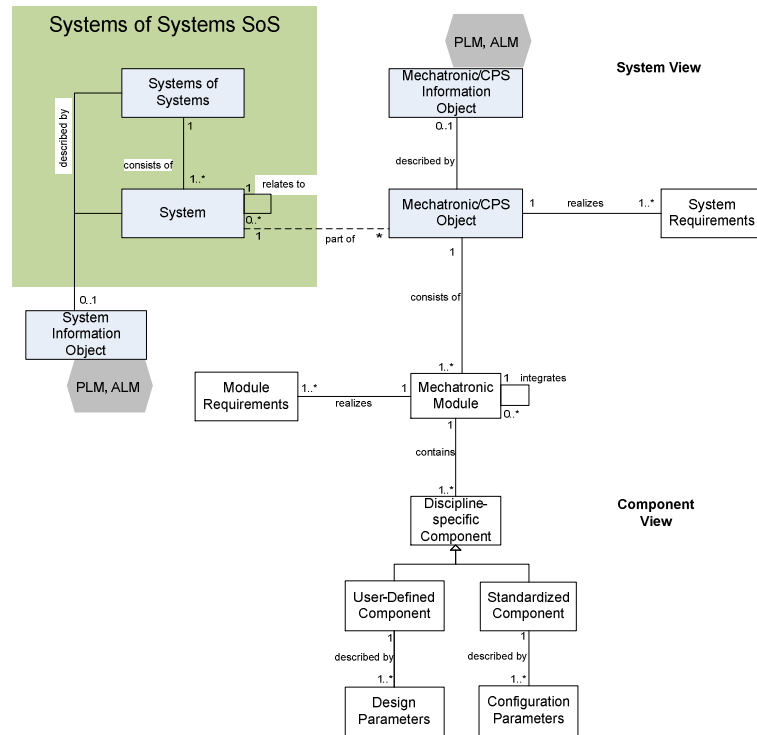 Systems of Systems SoS
PLM, ALM
System View
Systems of
Systems
Mechatronic/CPS
Information
Object
described by
1
0..1
consists of
described by
1..*
1
relates to
System
0..*
Mechatronic/CPS
Object
1
realizes
1..*
System
Requirements
1
part of
*
1
0..1
consists of
System
Information
Object
PLM, ALM
1..*
Module
Requirements
1..*
realizes
1
Mechatronic
Module
1
integrates
0..*
1
contains
1..*
Discipline-
specific
Component
Component
View
User-Defined
Component
Standardized
Component
1
described by
1..*
1
described by
1..*
Design
Parameters
Configuration
Parameters